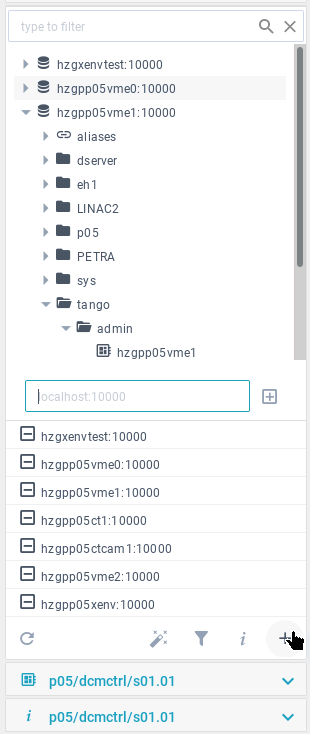 type to filter
hzgxenvtest:10000
hzgpp05vme0:10000
hzgpp05vme1:10000
aliases
dserver
eh1
LINAC2
p05
PETRA
sys
tango
admin
hzgpp05vme1
localhost:10000
hzgxenvtest:10000
hzgpp05vme0:10000
hzgpp05vme1:10000
hzgpp05ct1:10000
hzgpp05ctcam1:10000
hzgpp05vme2:10000
hzgpp05xenv:10000
p05/dcmctrl/s01.01
p05/dcmctrl/s01.01